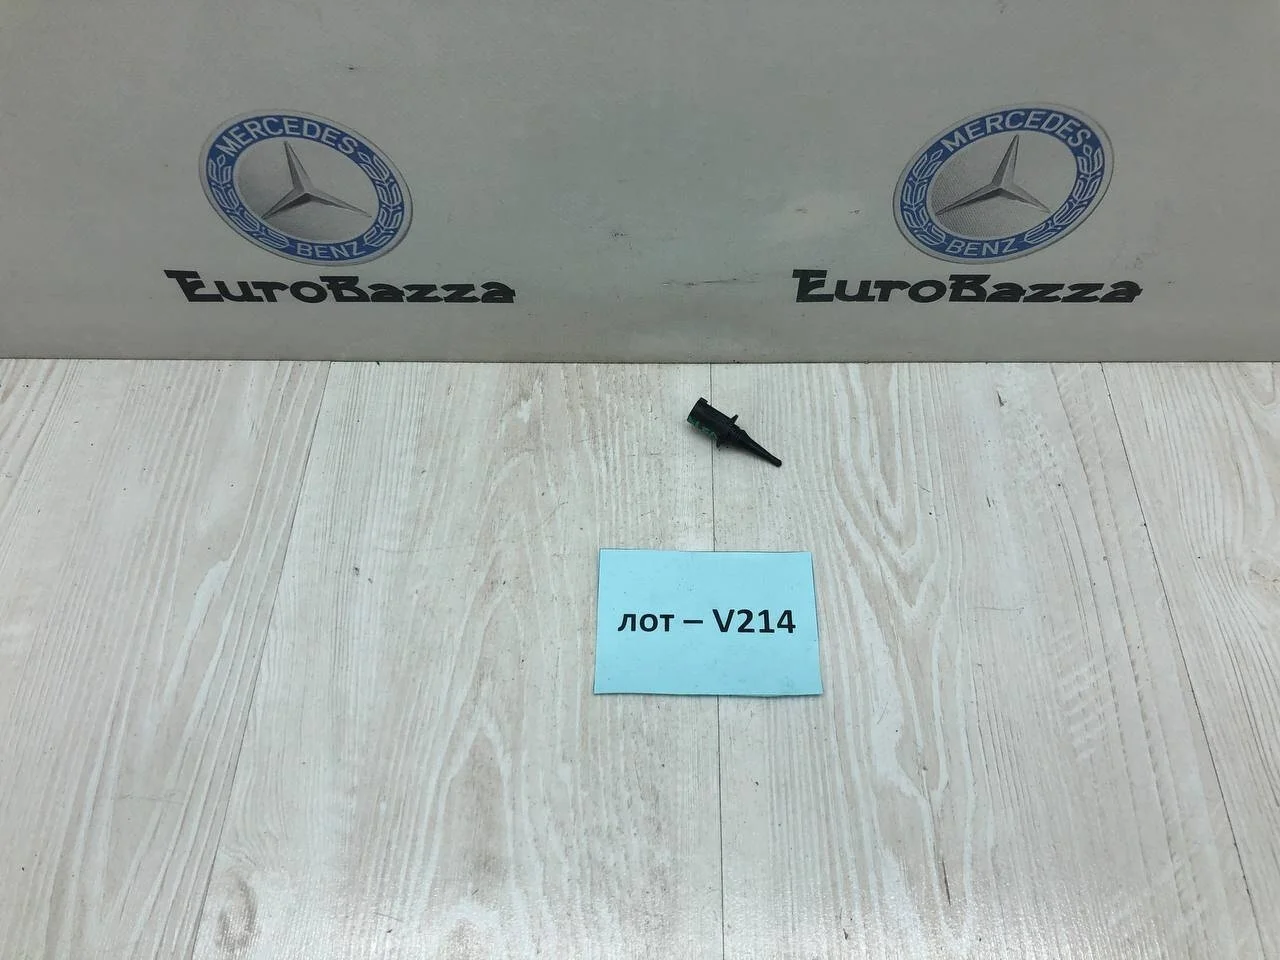 MERCEDES
BENZ
EuroBazza
MERCEDES
BENZ
EuroBazza
лот – V214